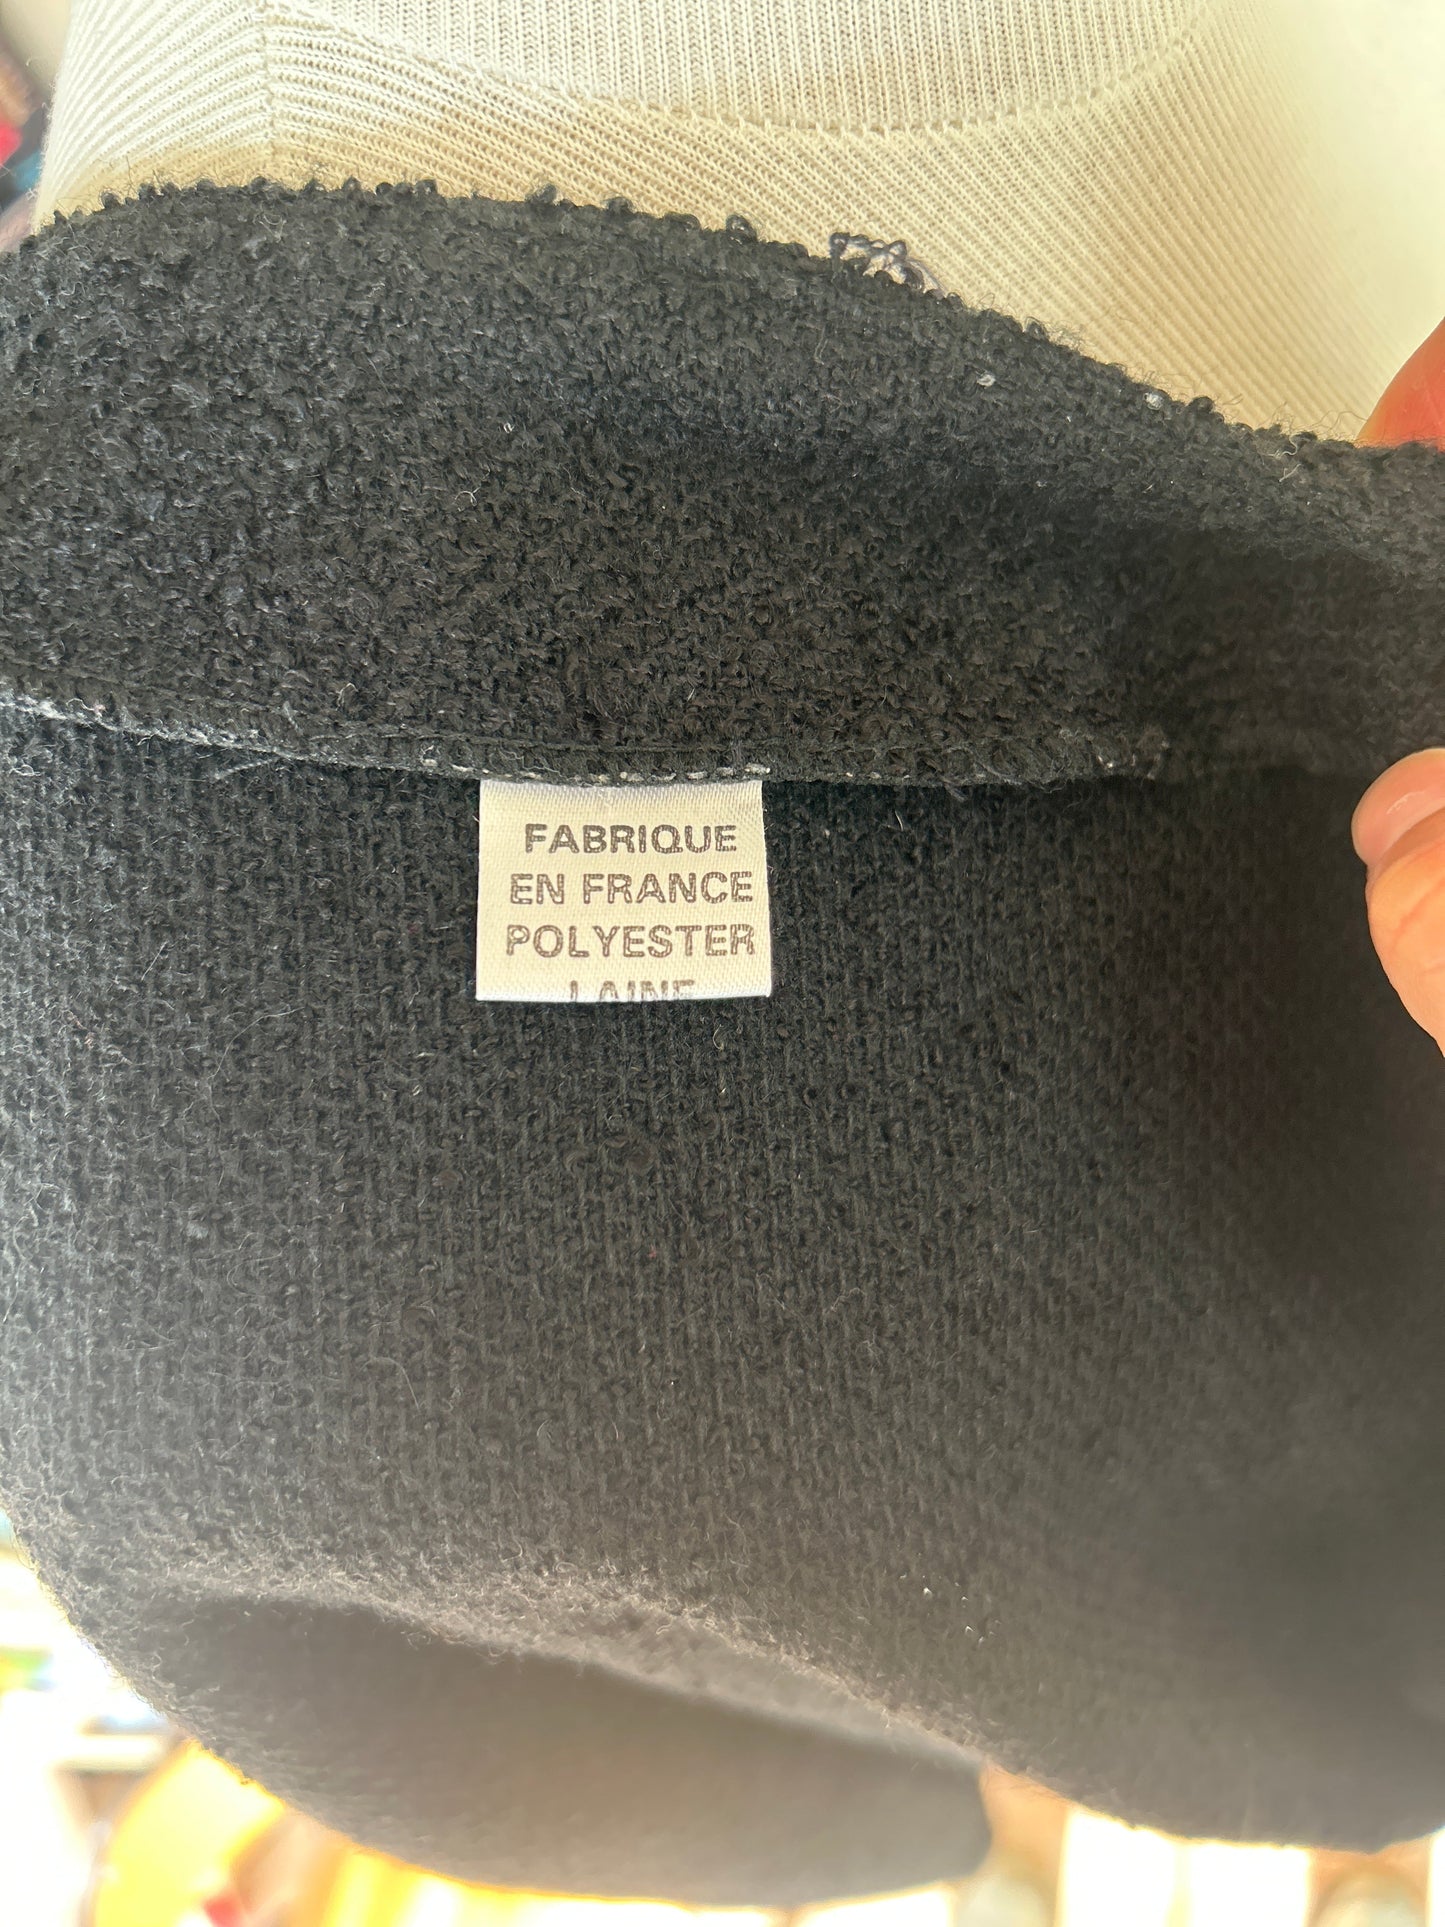 FABRIQUE
EN FRANCE
POLYESTER
LAINE